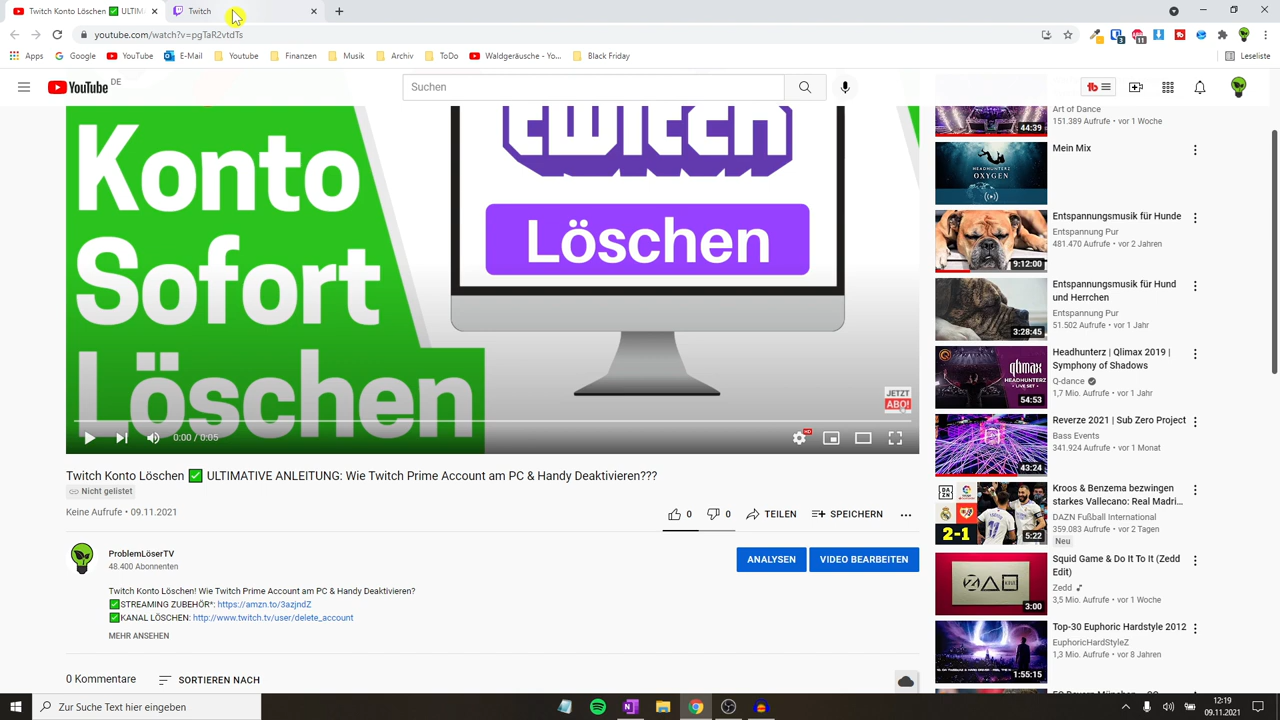 Twitch Konto Löschen ✅ ULTIM
Twitch
youtube.com/watch?v=pgTaR2vtdTs
Apps
Google
YouTube
E-Mail
Youtube
Finanzen
Musik
Archiv
ToDo
Waldgeräusche - Yo...
Black Friday
Leseliste
YouTube DE
Suchen
Konto
Sofort
Löschen
twitch
Löschen
JETZT
ABO!
0:00 / 0:05
HD
Twitch Konto Löschen ✅ ULTIMATIVE ANLEITUNG: Wie Twitch Prime Account am PC & Handy Deaktivieren???
Nicht gelistet
Keine Aufrufe • 09.11.2021
0
0
TEILEN
SPEICHERN
ProblemLöserTV
48.400 Abonnenten
ANALYSEN
VIDEO BEARBEITEN
Twitch Konto Löschen! Wie Twitch Prime Account am PC & Handy Deaktivieren?
✅STREAMING ZUBEHÖR*: https://amzn.to/3azjndZ
✅KANAL LÖSCHEN: http://www.twitch.tv/user/delete_account
MEHR ANSEHEN
0 Kommentare
SORTIEREN NACH
Art of Dance
151.389 Aufrufe • vor 1 Woche
44:39
Mein Mix
HEADHUNTERZ
OXYGEN
Entspannungsmusik für Hunde
Entspannung Pur
481.470 Aufrufe • vor 2 Jahren
9:12:00
Entspannungsmusik für Hund
und Herrchen
Entspannung Pur
51.502 Aufrufe • vor 1 Jahr
3:28:45
Headhunterz | Qlimax 2019 |
Symphony of Shadows
Q-dance
1,7 Mio. Aufrufe • vor 1 Jahr
qlimax
HEADHUNTERZ
LIVE SET
54:53
Reverze 2021 | Sub Zero Project
Bass Events
341.924 Aufrufe • vor 1 Monat
43:24
Kroos & Benzema bezwingen
starkes Vallecano: Real Madri...
DAZN Fußball International
359.083 Aufrufe • vor 2 Tagen
Neu
DAZN
2-1
5:22
Squid Game & Do It To It (Zedd
Edit)
Zedd
3,5 Mio. Aufrufe • vor 1 Woche
3:00
Top-30 Euphoric Hardstyle 2012
EuphoricHardStyleZ
1,3 Mio. Aufrufe • vor 8 Jahren
1:55:15
Zur Suche Text hier eingeben
12:19
09.11.2021